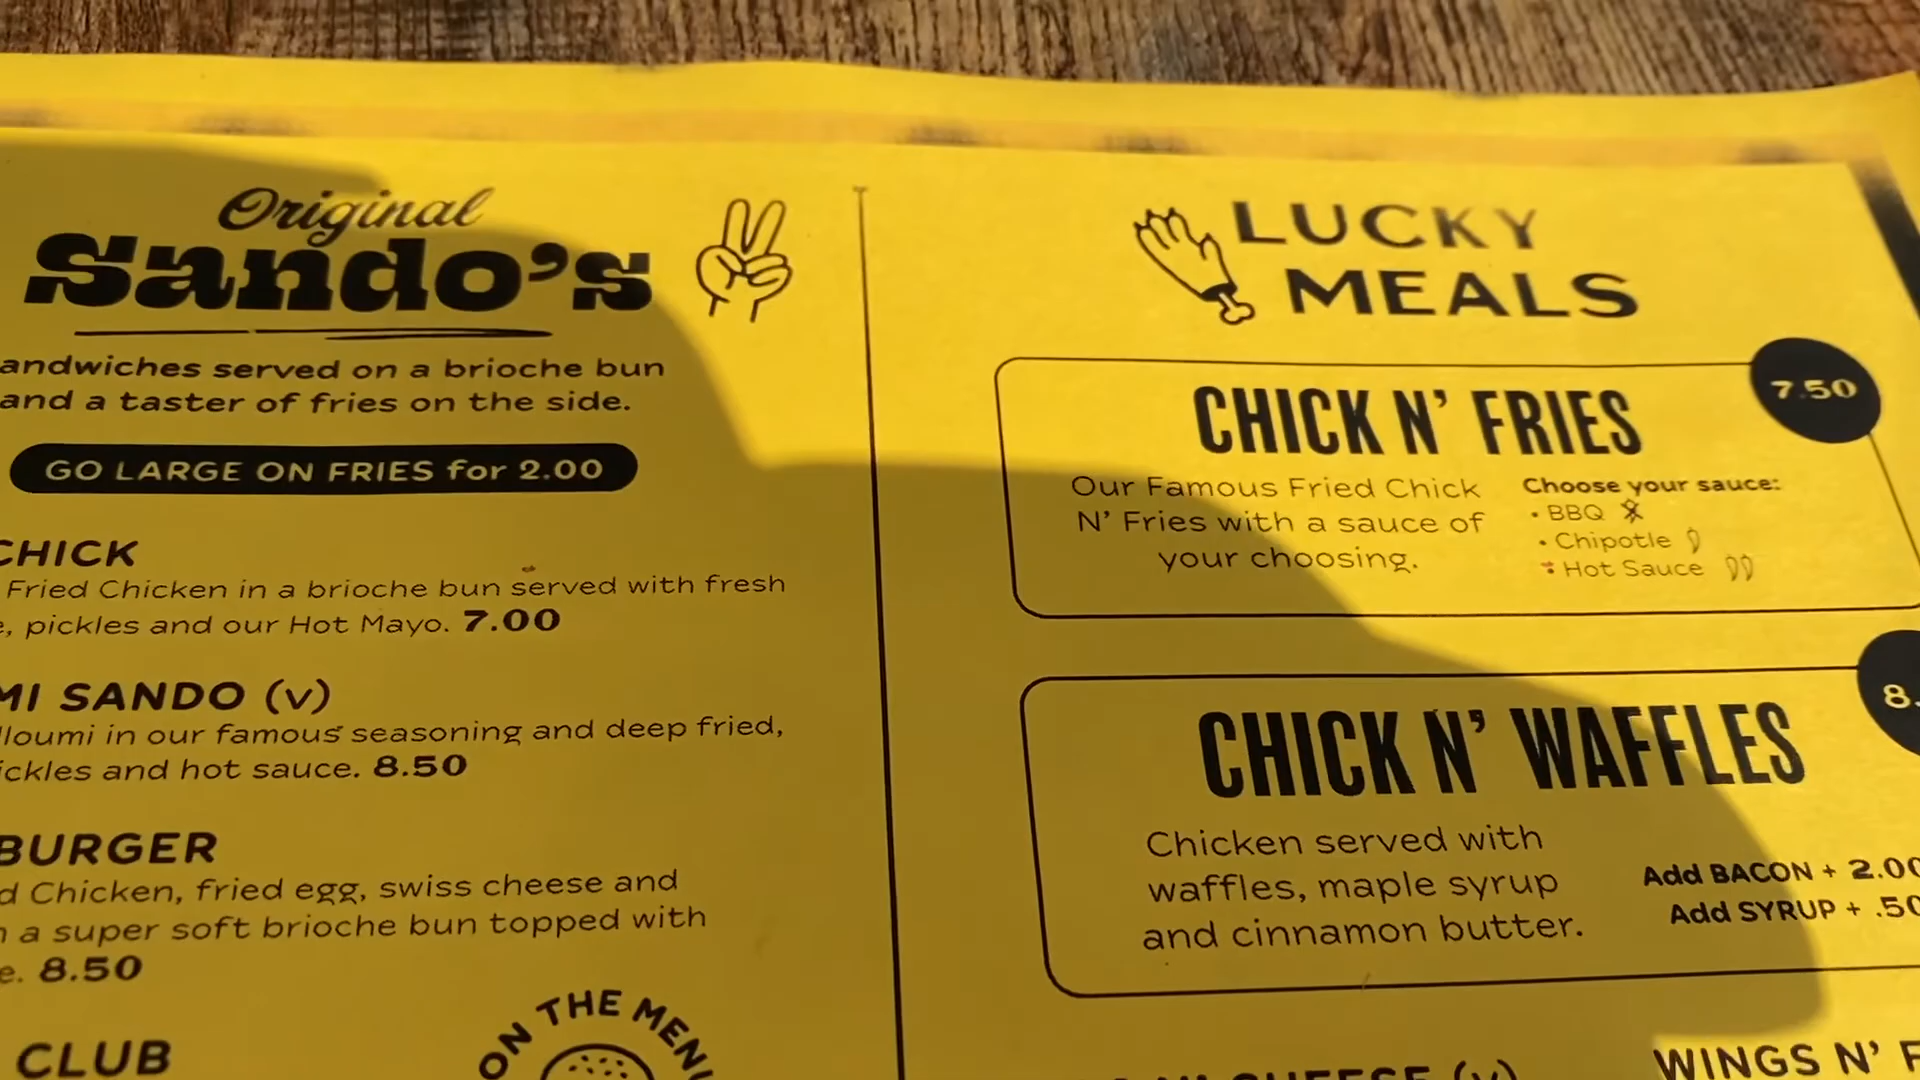 Original
Sando's
served on a brioche bun
and a taster of fries on the side.
GO LARGE ON FRIES for 2.00
CHICK
Fried Chicken in a brioche bun served with fresh
pickles and our Hot Mayo. 7.00
SANDO (v)
in our famous seasoning and deep fried,
and hot sauce. 8.50
BURGER
Chicken, fried egg, swiss cheese and
a super soft brioche bun topped with
8.50
CLUB
ON THE MENU
LUCKY
MEALS
CHICK N' FRIES
7.50
Our Famous Fried Chick
N' Fries with a sauce of
your choosing.
Choose your sauce:
• BBQ
• Chipotle
• Hot Sauce
CHICK N' WAFFLES
8.
Chicken served with
waffles, maple syrup
and cinnamon butter.
Add BACON + 2.00
Add SYRUP + .50
CHEESE (v)
WINGS N' F